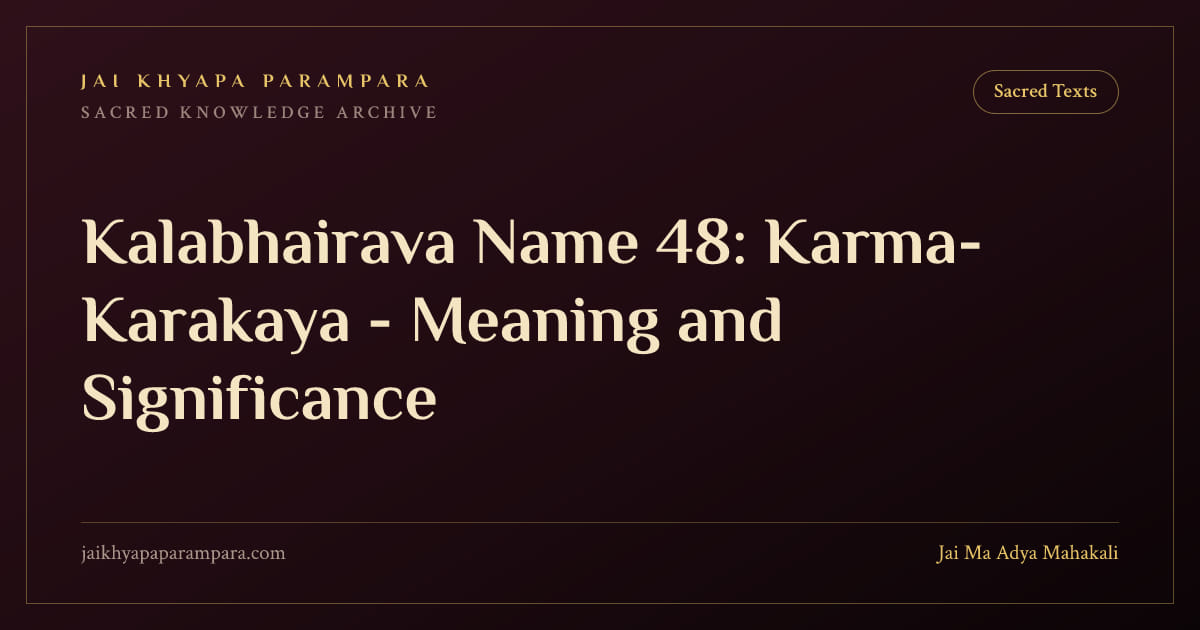 JAI KHYAPA PARAMPARA
SACRED KNOWLEDGE ARCHIVE
Sacred Texts
Kalabhairava Name 48: Karma-
Karakaya - Meaning and
Significance
jaikhyapaparampara.com
Jai Ma Adya Mahakali